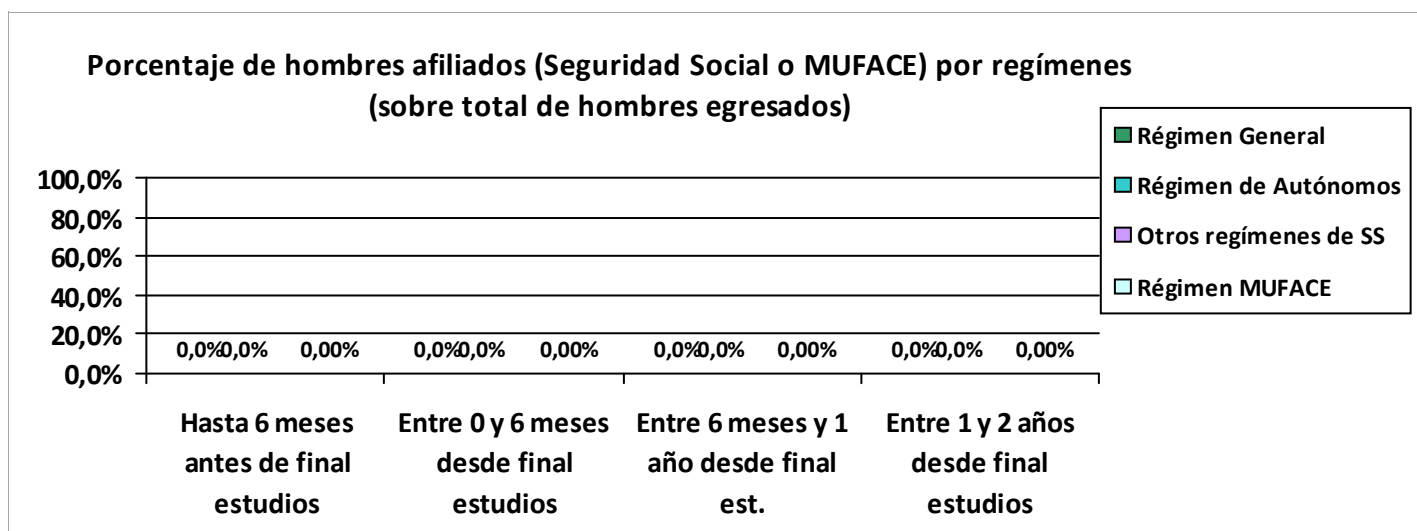 Porcentaje de hombres afiliados (Seguridad Social o MUFACE) por regímenes
(sobre total de hombres egresados)
Régimen General
Régimen de Autónomos
Otros regímenes de SS
Régimen MUFACE
100,0%
80,0%
60,0%
40,0%
20,0%
0,0%
0,0%0,0% 0,00% 0,0%0,0% 0,00% 0,0%0,0% 0,00% 0,0%0,0% 0,00%
Hasta 6 meses
antes de final
estudios
Entre 0 y 6 meses
desde final
estudios
Entre 6 meses y 1
año desde final
est.
Entre 1 y 2 años
desde final
estudios